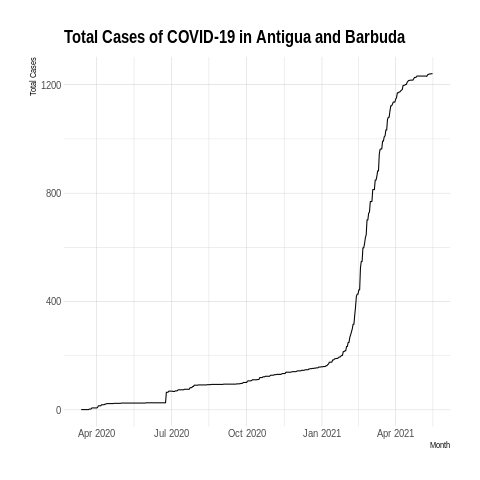 Total Cases of COVID-19 in Antigua and Barbuda
Total Cases
1200
800
400
0
Apr 2020 Jul 2020 Oct 2020 Jan 2021 Apr 2021
Month